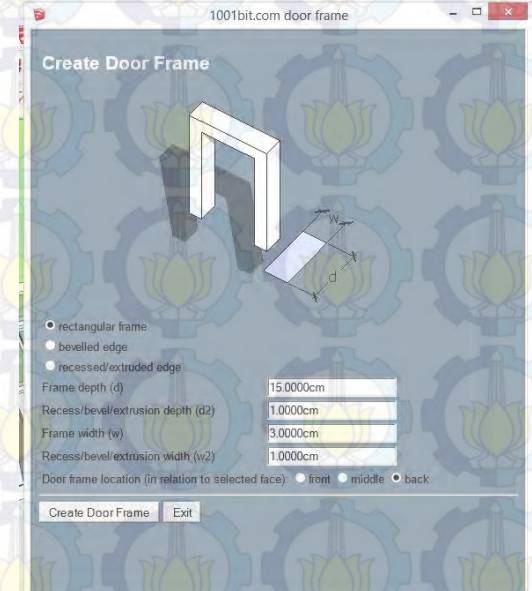 1001bit.com door frame
Create Door Frame
W
d
rectangular frame
bevelled edge
recessed/extruded edge
Frame depth (d) 15.0000cm
Recess/bevel/extrusion depth (d2) 1.0000cm
Frame width (w) 3.0000cm
Recess/bevel/extrusion width (w2) 1.0000cm
Door frame location (in relation to selected face): front middle back
Create Door Frame Exit